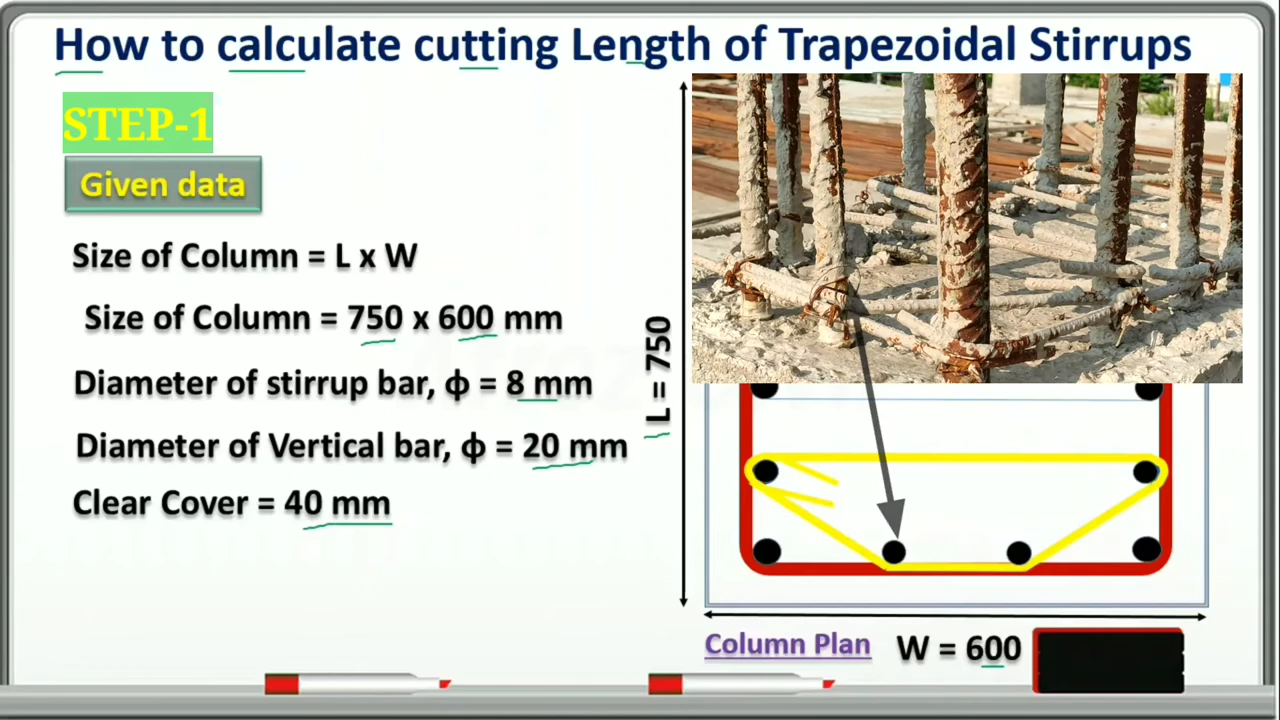 How to calculate cutting Length of Trapezoidal Stirrups
STEP-1
Given data
Size of Column = L x W
Size of Column = 750 x 600 mm
Diameter of stirrup bar, ф = 8 mm
Diameter of Vertical bar, ф = 20 mm
Clear Cover = 40 mm
L = 750
Column Plan
W = 600